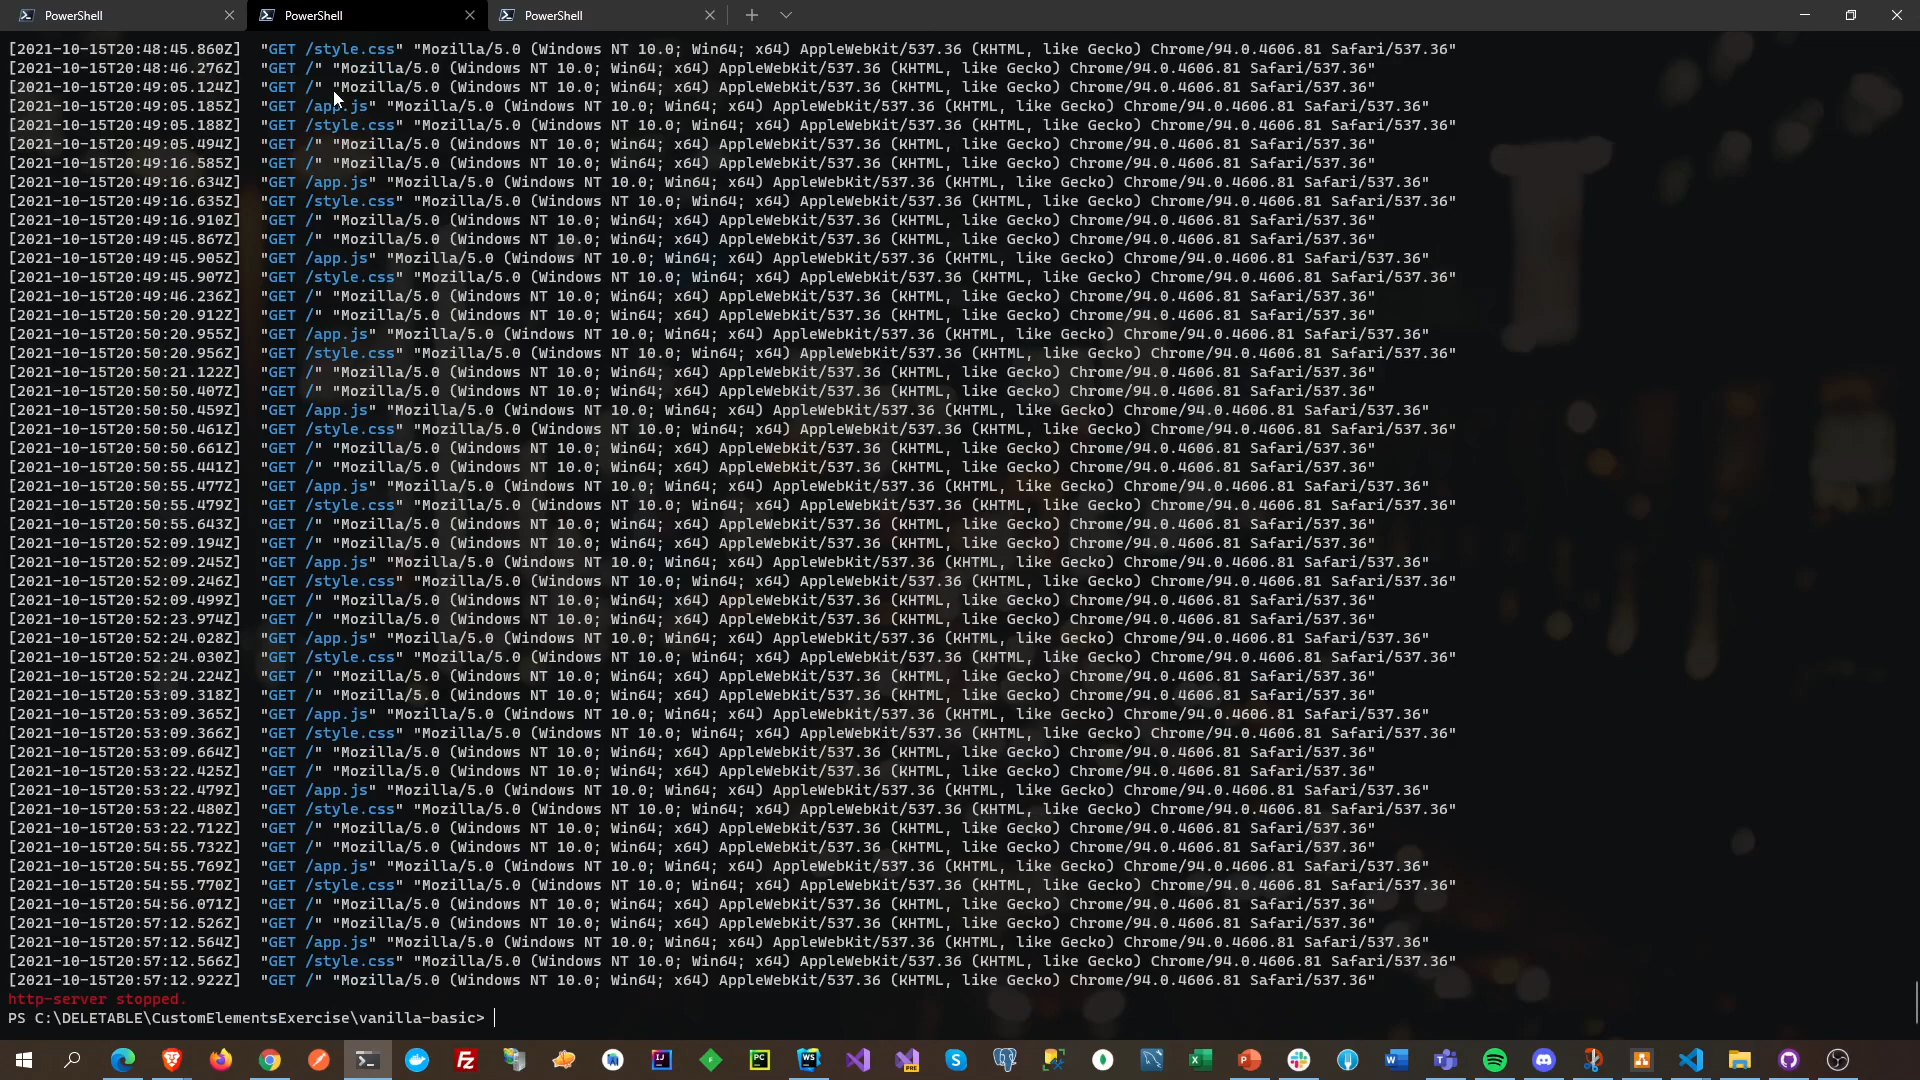 PowerShell
PowerShell
PowerShell
[2021-10-15T20:48:45.860Z]  "GET /style.css" "Mozilla/5.0 (Windows NT 10.0; Win64; x64) AppleWebKit/537.36 (KHTML, like Gecko) Chrome/94.0.4606.81 Safari/537.36"
[2021-10-15T20:48:46.276Z]  "GET /" "Mozilla/5.0 (Windows NT 10.0; Win64; x64) AppleWebKit/537.36 (KHTML, like Gecko) Chrome/94.0.4606.81 Safari/537.36"
[2021-10-15T20:49:05.124Z]  "GET /" "Mozilla/5.0 (Windows NT 10.0; Win64; x64) AppleWebKit/537.36 (KHTML, like Gecko) Chrome/94.0.4606.81 Safari/537.36"
[2021-10-15T20:49:05.185Z]  "GET /app.js" "Mozilla/5.0 (Windows NT 10.0; Win64; x64) AppleWebKit/537.36 (KHTML, like Gecko) Chrome/94.0.4606.81 Safari/537.36"
[2021-10-15T20:49:05.188Z]  "GET /style.css" "Mozilla/5.0 (Windows NT 10.0; Win64; x64) AppleWebKit/537.36 (KHTML, like Gecko) Chrome/94.0.4606.81 Safari/537.36"
[2021-10-15T20:49:05.494Z]  "GET /" "Mozilla/5.0 (Windows NT 10.0; Win64; x64) AppleWebKit/537.36 (KHTML, like Gecko) Chrome/94.0.4606.81 Safari/537.36"
[2021-10-15T20:49:16.585Z]  "GET /" "Mozilla/5.0 (Windows NT 10.0; Win64; x64) AppleWebKit/537.36 (KHTML, like Gecko) Chrome/94.0.4606.81 Safari/537.36"
[2021-10-15T20:49:16.634Z]  "GET /app.js" "Mozilla/5.0 (Windows NT 10.0; Win64; x64) AppleWebKit/537.36 (KHTML, like Gecko) Chrome/94.0.4606.81 Safari/537.36"
[2021-10-15T20:49:16.635Z]  "GET /style.css" "Mozilla/5.0 (Windows NT 10.0; Win64; x64) AppleWebKit/537.36 (KHTML, like Gecko) Chrome/94.0.4606.81 Safari/537.36"
[2021-10-15T20:49:16.910Z]  "GET /" "Mozilla/5.0 (Windows NT 10.0; Win64; x64) AppleWebKit/537.36 (KHTML, like Gecko) Chrome/94.0.4606.81 Safari/537.36"
[2021-10-15T20:49:45.867Z]  "GET /" "Mozilla/5.0 (Windows NT 10.0; Win64; x64) AppleWebKit/537.36 (KHTML, like Gecko) Chrome/94.0.4606.81 Safari/537.36"
[2021-10-15T20:49:45.905Z]  "GET /app.js" "Mozilla/5.0 (Windows NT 10.0; Win64; x64) AppleWebKit/537.36 (KHTML, like Gecko) Chrome/94.0.4606.81 Safari/537.36"
[2021-10-15T20:49:45.907Z]  "GET /style.css" "Mozilla/5.0 (Windows NT 10.0; Win64; x64) AppleWebKit/537.36 (KHTML, like Gecko) Chrome/94.0.4606.81 Safari/537.36"
[2021-10-15T20:49:46.236Z]  "GET /" "Mozilla/5.0 (Windows NT 10.0; Win64; x64) AppleWebKit/537.36 (KHTML, like Gecko) Chrome/94.0.4606.81 Safari/537.36"
[2021-10-15T20:50:20.912Z]  "GET /" "Mozilla/5.0 (Windows NT 10.0; Win64; x64) AppleWebKit/537.36 (KHTML, like Gecko) Chrome/94.0.4606.81 Safari/537.36"
[2021-10-15T20:50:20.955Z]  "GET /app.js" "Mozilla/5.0 (Windows NT 10.0; Win64; x64) AppleWebKit/537.36 (KHTML, like Gecko) Chrome/94.0.4606.81 Safari/537.36"
[2021-10-15T20:50:20.956Z]  "GET /style.css" "Mozilla/5.0 (Windows NT 10.0; Win64; x64) AppleWebKit/537.36 (KHTML, like Gecko) Chrome/94.0.4606.81 Safari/537.36"
[2021-10-15T20:50:21.122Z]  "GET /" "Mozilla/5.0 (Windows NT 10.0; Win64; x64) AppleWebKit/537.36 (KHTML, like Gecko) Chrome/94.0.4606.81 Safari/537.36"
[2021-10-15T20:50:50.407Z]  "GET /" "Mozilla/5.0 (Windows NT 10.0; Win64; x64) AppleWebKit/537.36 (KHTML, like Gecko) Chrome/94.0.4606.81 Safari/537.36"
[2021-10-15T20:50:50.459Z]  "GET /app.js" "Mozilla/5.0 (Windows NT 10.0; Win64; x64) AppleWebKit/537.36 (KHTML, like Gecko) Chrome/94.0.4606.81 Safari/537.36"
[2021-10-15T20:50:50.461Z]  "GET /style.css" "Mozilla/5.0 (Windows NT 10.0; Win64; x64) AppleWebKit/537.36 (KHTML, like Gecko) Chrome/94.0.4606.81 Safari/537.36"
[2021-10-15T20:50:50.661Z]  "GET /" "Mozilla/5.0 (Windows NT 10.0; Win64; x64) AppleWebKit/537.36 (KHTML, like Gecko) Chrome/94.0.4606.81 Safari/537.36"
[2021-10-15T20:50:55.441Z]  "GET /" "Mozilla/5.0 (Windows NT 10.0; Win64; x64) AppleWebKit/537.36 (KHTML, like Gecko) Chrome/94.0.4606.81 Safari/537.36"
[2021-10-15T20:50:55.477Z]  "GET /app.js" "Mozilla/5.0 (Windows NT 10.0; Win64; x64) AppleWebKit/537.36 (KHTML, like Gecko) Chrome/94.0.4606.81 Safari/537.36"
[2021-10-15T20:50:55.479Z]  "GET /style.css" "Mozilla/5.0 (Windows NT 10.0; Win64; x64) AppleWebKit/537.36 (KHTML, like Gecko) Chrome/94.0.4606.81 Safari/537.36"
[2021-10-15T20:50:55.643Z]  "GET /" "Mozilla/5.0 (Windows NT 10.0; Win64; x64) AppleWebKit/537.36 (KHTML, like Gecko) Chrome/94.0.4606.81 Safari/537.36"
[2021-10-15T20:52:09.194Z]  "GET /" "Mozilla/5.0 (Windows NT 10.0; Win64; x64) AppleWebKit/537.36 (KHTML, like Gecko) Chrome/94.0.4606.81 Safari/537.36"
[2021-10-15T20:52:09.245Z]  "GET /app.js" "Mozilla/5.0 (Windows NT 10.0; Win64; x64) AppleWebKit/537.36 (KHTML, like Gecko) Chrome/94.0.4606.81 Safari/537.36"
[2021-10-15T20:52:09.246Z]  "GET /style.css" "Mozilla/5.0 (Windows NT 10.0; Win64; x64) AppleWebKit/537.36 (KHTML, like Gecko) Chrome/94.0.4606.81 Safari/537.36"
[2021-10-15T20:52:09.499Z]  "GET /" "Mozilla/5.0 (Windows NT 10.0; Win64; x64) AppleWebKit/537.36 (KHTML, like Gecko) Chrome/94.0.4606.81 Safari/537.36"
[2021-10-15T20:52:23.974Z]  "GET /" "Mozilla/5.0 (Windows NT 10.0; Win64; x64) AppleWebKit/537.36 (KHTML, like Gecko) Chrome/94.0.4606.81 Safari/537.36"
[2021-10-15T20:52:24.028Z]  "GET /app.js" "Mozilla/5.0 (Windows NT 10.0; Win64; x64) AppleWebKit/537.36 (KHTML, like Gecko) Chrome/94.0.4606.81 Safari/537.36"
[2021-10-15T20:52:24.030Z]  "GET /style.css" "Mozilla/5.0 (Windows NT 10.0; Win64; x64) AppleWebKit/537.36 (KHTML, like Gecko) Chrome/94.0.4606.81 Safari/537.36"
[2021-10-15T20:52:24.224Z]  "GET /" "Mozilla/5.0 (Windows NT 10.0; Win64; x64) AppleWebKit/537.36 (KHTML, like Gecko) Chrome/94.0.4606.81 Safari/537.36"
[2021-10-15T20:53:09.318Z]  "GET /" "Mozilla/5.0 (Windows NT 10.0; Win64; x64) AppleWebKit/537.36 (KHTML, like Gecko) Chrome/94.0.4606.81 Safari/537.36"
[2021-10-15T20:53:09.365Z]  "GET /app.js" "Mozilla/5.0 (Windows NT 10.0; Win64; x64) AppleWebKit/537.36 (KHTML, like Gecko) Chrome/94.0.4606.81 Safari/537.36"
[2021-10-15T20:53:09.366Z]  "GET /style.css" "Mozilla/5.0 (Windows NT 10.0; Win64; x64) AppleWebKit/537.36 (KHTML, like Gecko) Chrome/94.0.4606.81 Safari/537.36"
[2021-10-15T20:53:09.664Z]  "GET /" "Mozilla/5.0 (Windows NT 10.0; Win64; x64) AppleWebKit/537.36 (KHTML, like Gecko) Chrome/94.0.4606.81 Safari/537.36"
[2021-10-15T20:53:22.425Z]  "GET /" "Mozilla/5.0 (Windows NT 10.0; Win64; x64) AppleWebKit/537.36 (KHTML, like Gecko) Chrome/94.0.4606.81 Safari/537.36"
[2021-10-15T20:53:22.479Z]  "GET /app.js" "Mozilla/5.0 (Windows NT 10.0; Win64; x64) AppleWebKit/537.36 (KHTML, like Gecko) Chrome/94.0.4606.81 Safari/537.36"
[2021-10-15T20:53:22.480Z]  "GET /style.css" "Mozilla/5.0 (Windows NT 10.0; Win64; x64) AppleWebKit/537.36 (KHTML, like Gecko) Chrome/94.0.4606.81 Safari/537.36"
[2021-10-15T20:53:22.712Z]  "GET /" "Mozilla/5.0 (Windows NT 10.0; Win64; x64) AppleWebKit/537.36 (KHTML, like Gecko) Chrome/94.0.4606.81 Safari/537.36"
[2021-10-15T20:54:55.732Z]  "GET /" "Mozilla/5.0 (Windows NT 10.0; Win64; x64) AppleWebKit/537.36 (KHTML, like Gecko) Chrome/94.0.4606.81 Safari/537.36"
[2021-10-15T20:54:55.769Z]  "GET /app.js" "Mozilla/5.0 (Windows NT 10.0; Win64; x64) AppleWebKit/537.36 (KHTML, like Gecko) Chrome/94.0.4606.81 Safari/537.36"
[2021-10-15T20:54:55.770Z]  "GET /style.css" "Mozilla/5.0 (Windows NT 10.0; Win64; x64) AppleWebKit/537.36 (KHTML, like Gecko) Chrome/94.0.4606.81 Safari/537.36"
[2021-10-15T20:54:56.071Z]  "GET /" "Mozilla/5.0 (Windows NT 10.0; Win64; x64) AppleWebKit/537.36 (KHTML, like Gecko) Chrome/94.0.4606.81 Safari/537.36"
[2021-10-15T20:57:12.526Z]  "GET /" "Mozilla/5.0 (Windows NT 10.0; Win64; x64) AppleWebKit/537.36 (KHTML, like Gecko) Chrome/94.0.4606.81 Safari/537.36"
[2021-10-15T20:57:12.564Z]  "GET /app.js" "Mozilla/5.0 (Windows NT 10.0; Win64; x64) AppleWebKit/537.36 (KHTML, like Gecko) Chrome/94.0.4606.81 Safari/537.36"
[2021-10-15T20:57:12.566Z]  "GET /style.css" "Mozilla/5.0 (Windows NT 10.0; Win64; x64) AppleWebKit/537.36 (KHTML, like Gecko) Chrome/94.0.4606.81 Safari/537.36"
[2021-10-15T20:57:12.922Z]  "GET /" "Mozilla/5.0 (Windows NT 10.0; Win64; x64) AppleWebKit/537.36 (KHTML, like Gecko) Chrome/94.0.4606.81 Safari/537.36"
http-server stopped.
PS C:\DELETABLE\CustomElementsExercise\vanilla-basic>